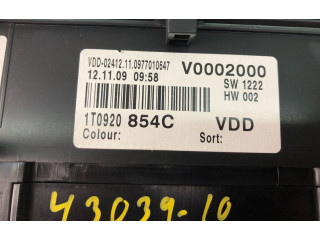 VDD-02412.11.0977010647
V0002000
12.11.09 09:58
SW 1222
HW 002
1T0920 854C VDD
Colour: Sort:
43039-10